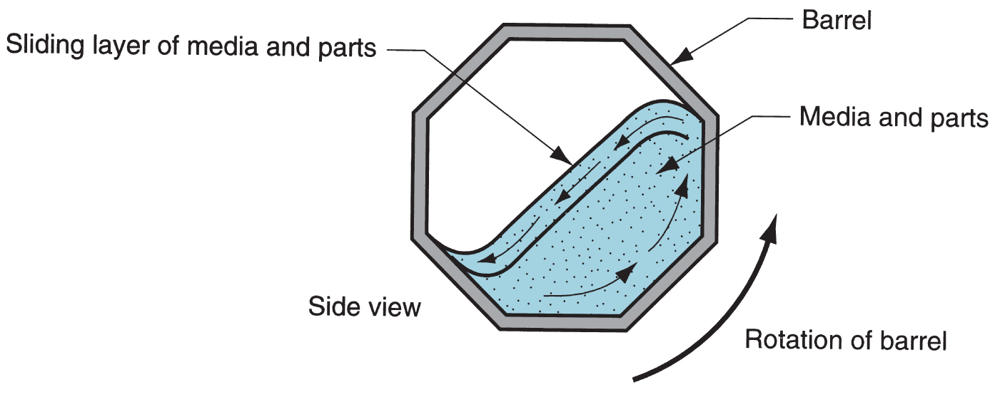 Barrel
Sliding layer of media and parts
Media and parts
Side view
Rotation of barrel